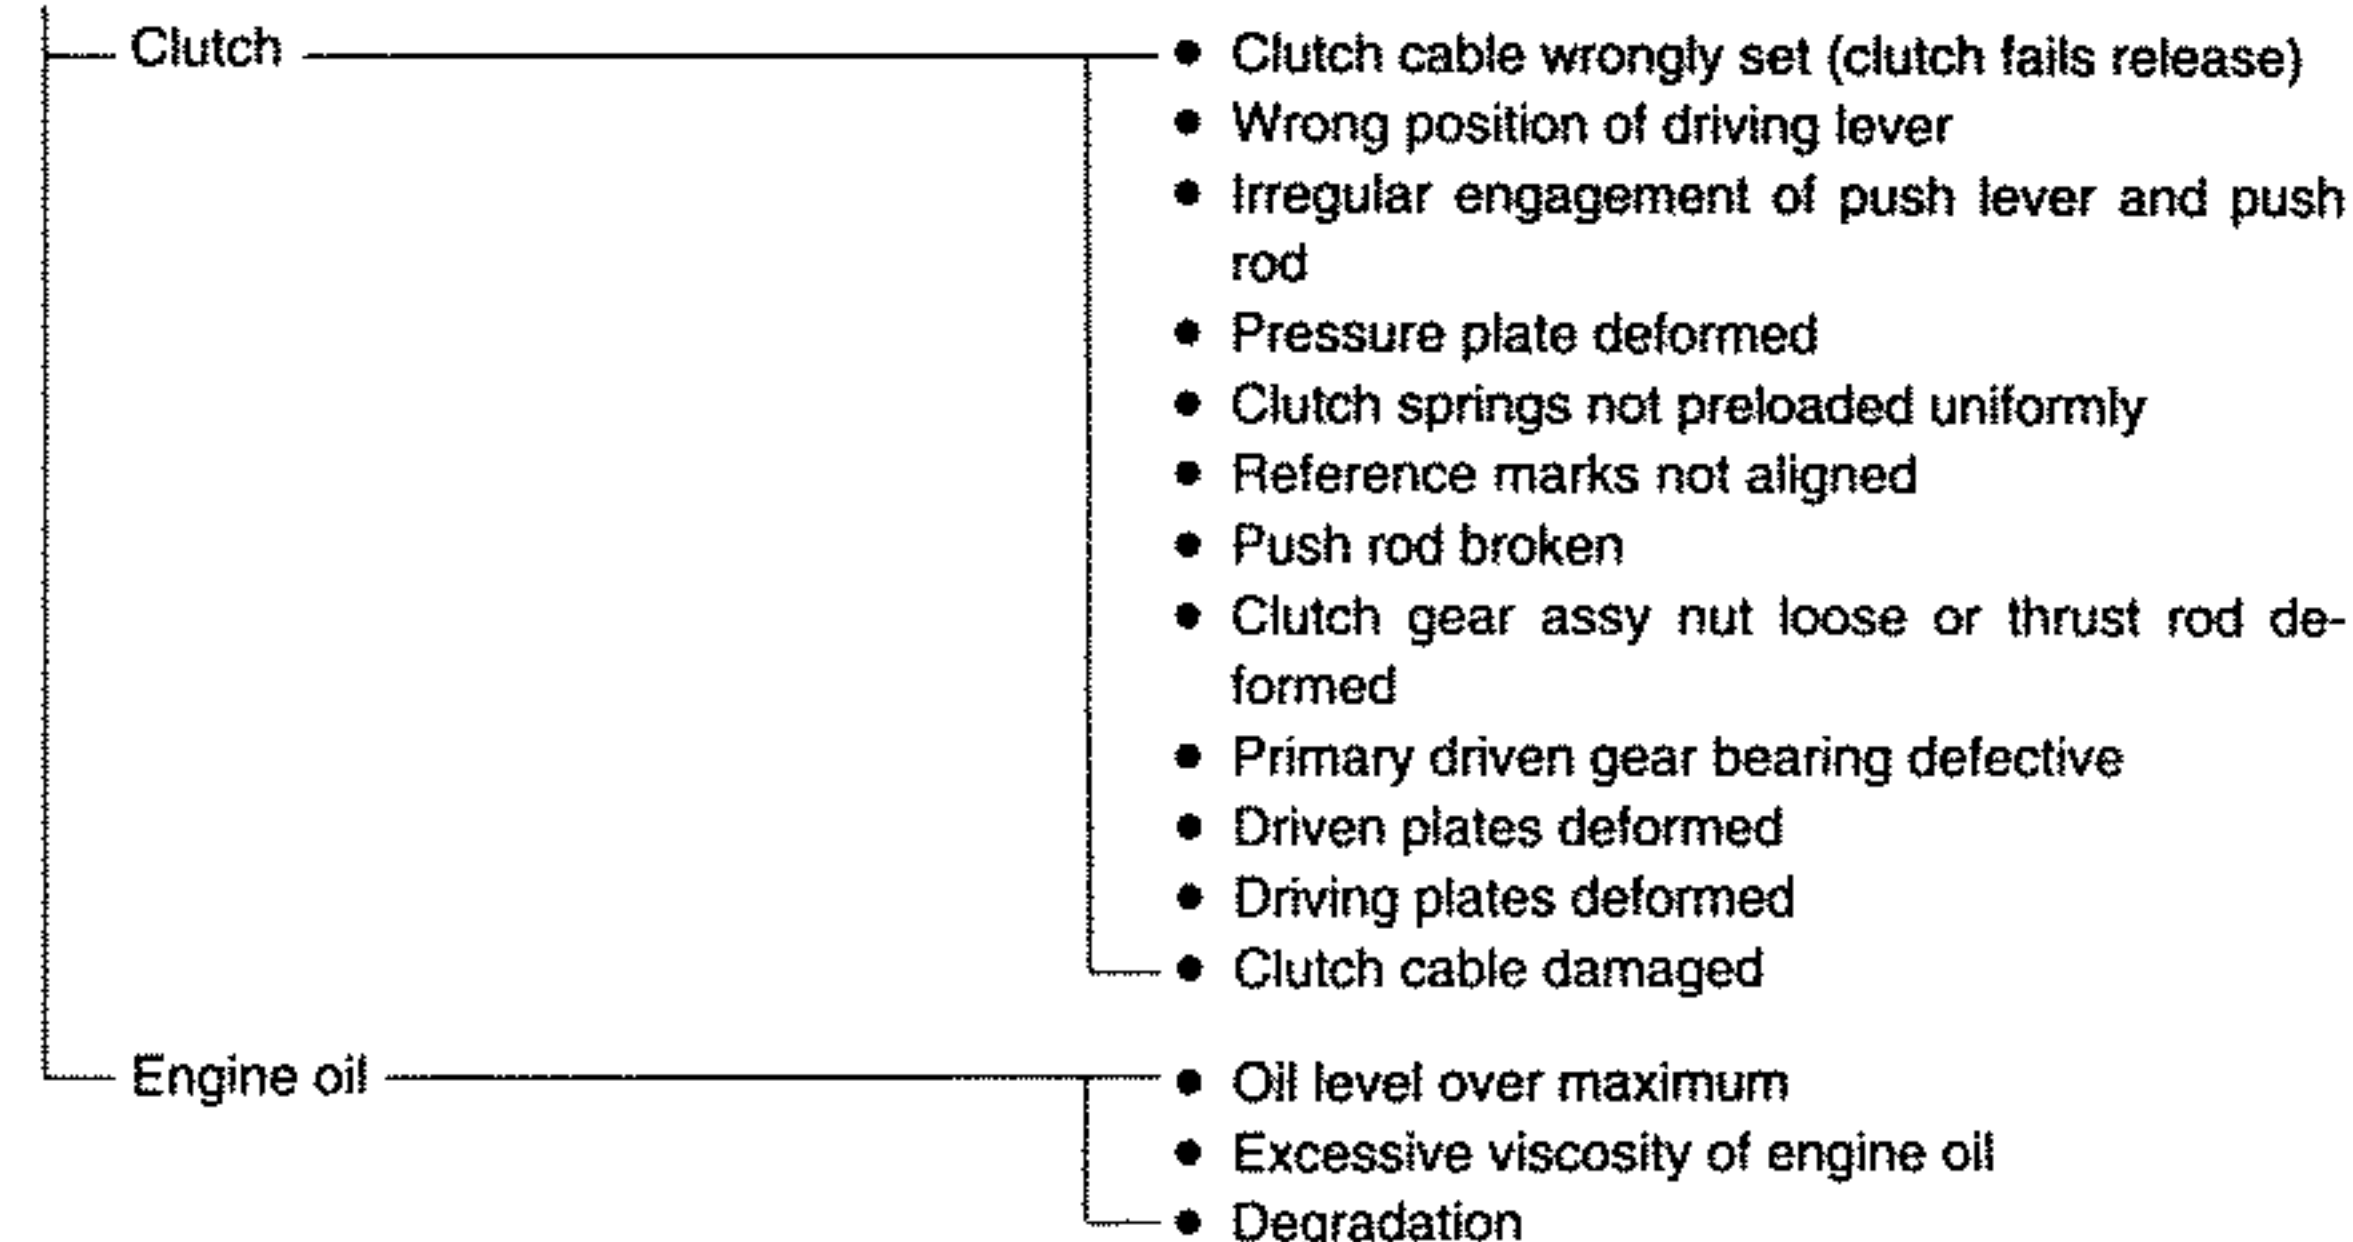 Clutch
● Clutch cable wrongly set (clutch fails release)
● Wrong position of driving lever
● Irregular engagement of push lever and push
rod
● Pressure plate deformed
● Clutch springs not preloaded uniformly
● Reference marks not aligned
● Push rod broken
● Clutch gear assy nut loose or thrust rod de-
formed
● Primary driven gear bearing defective
● Driven plates deformed
● Driving plates deformed
● Clutch cable damaged
Engine oil
● Oil level over maximum
● Excessive viscosity of engine oil
● Degradation